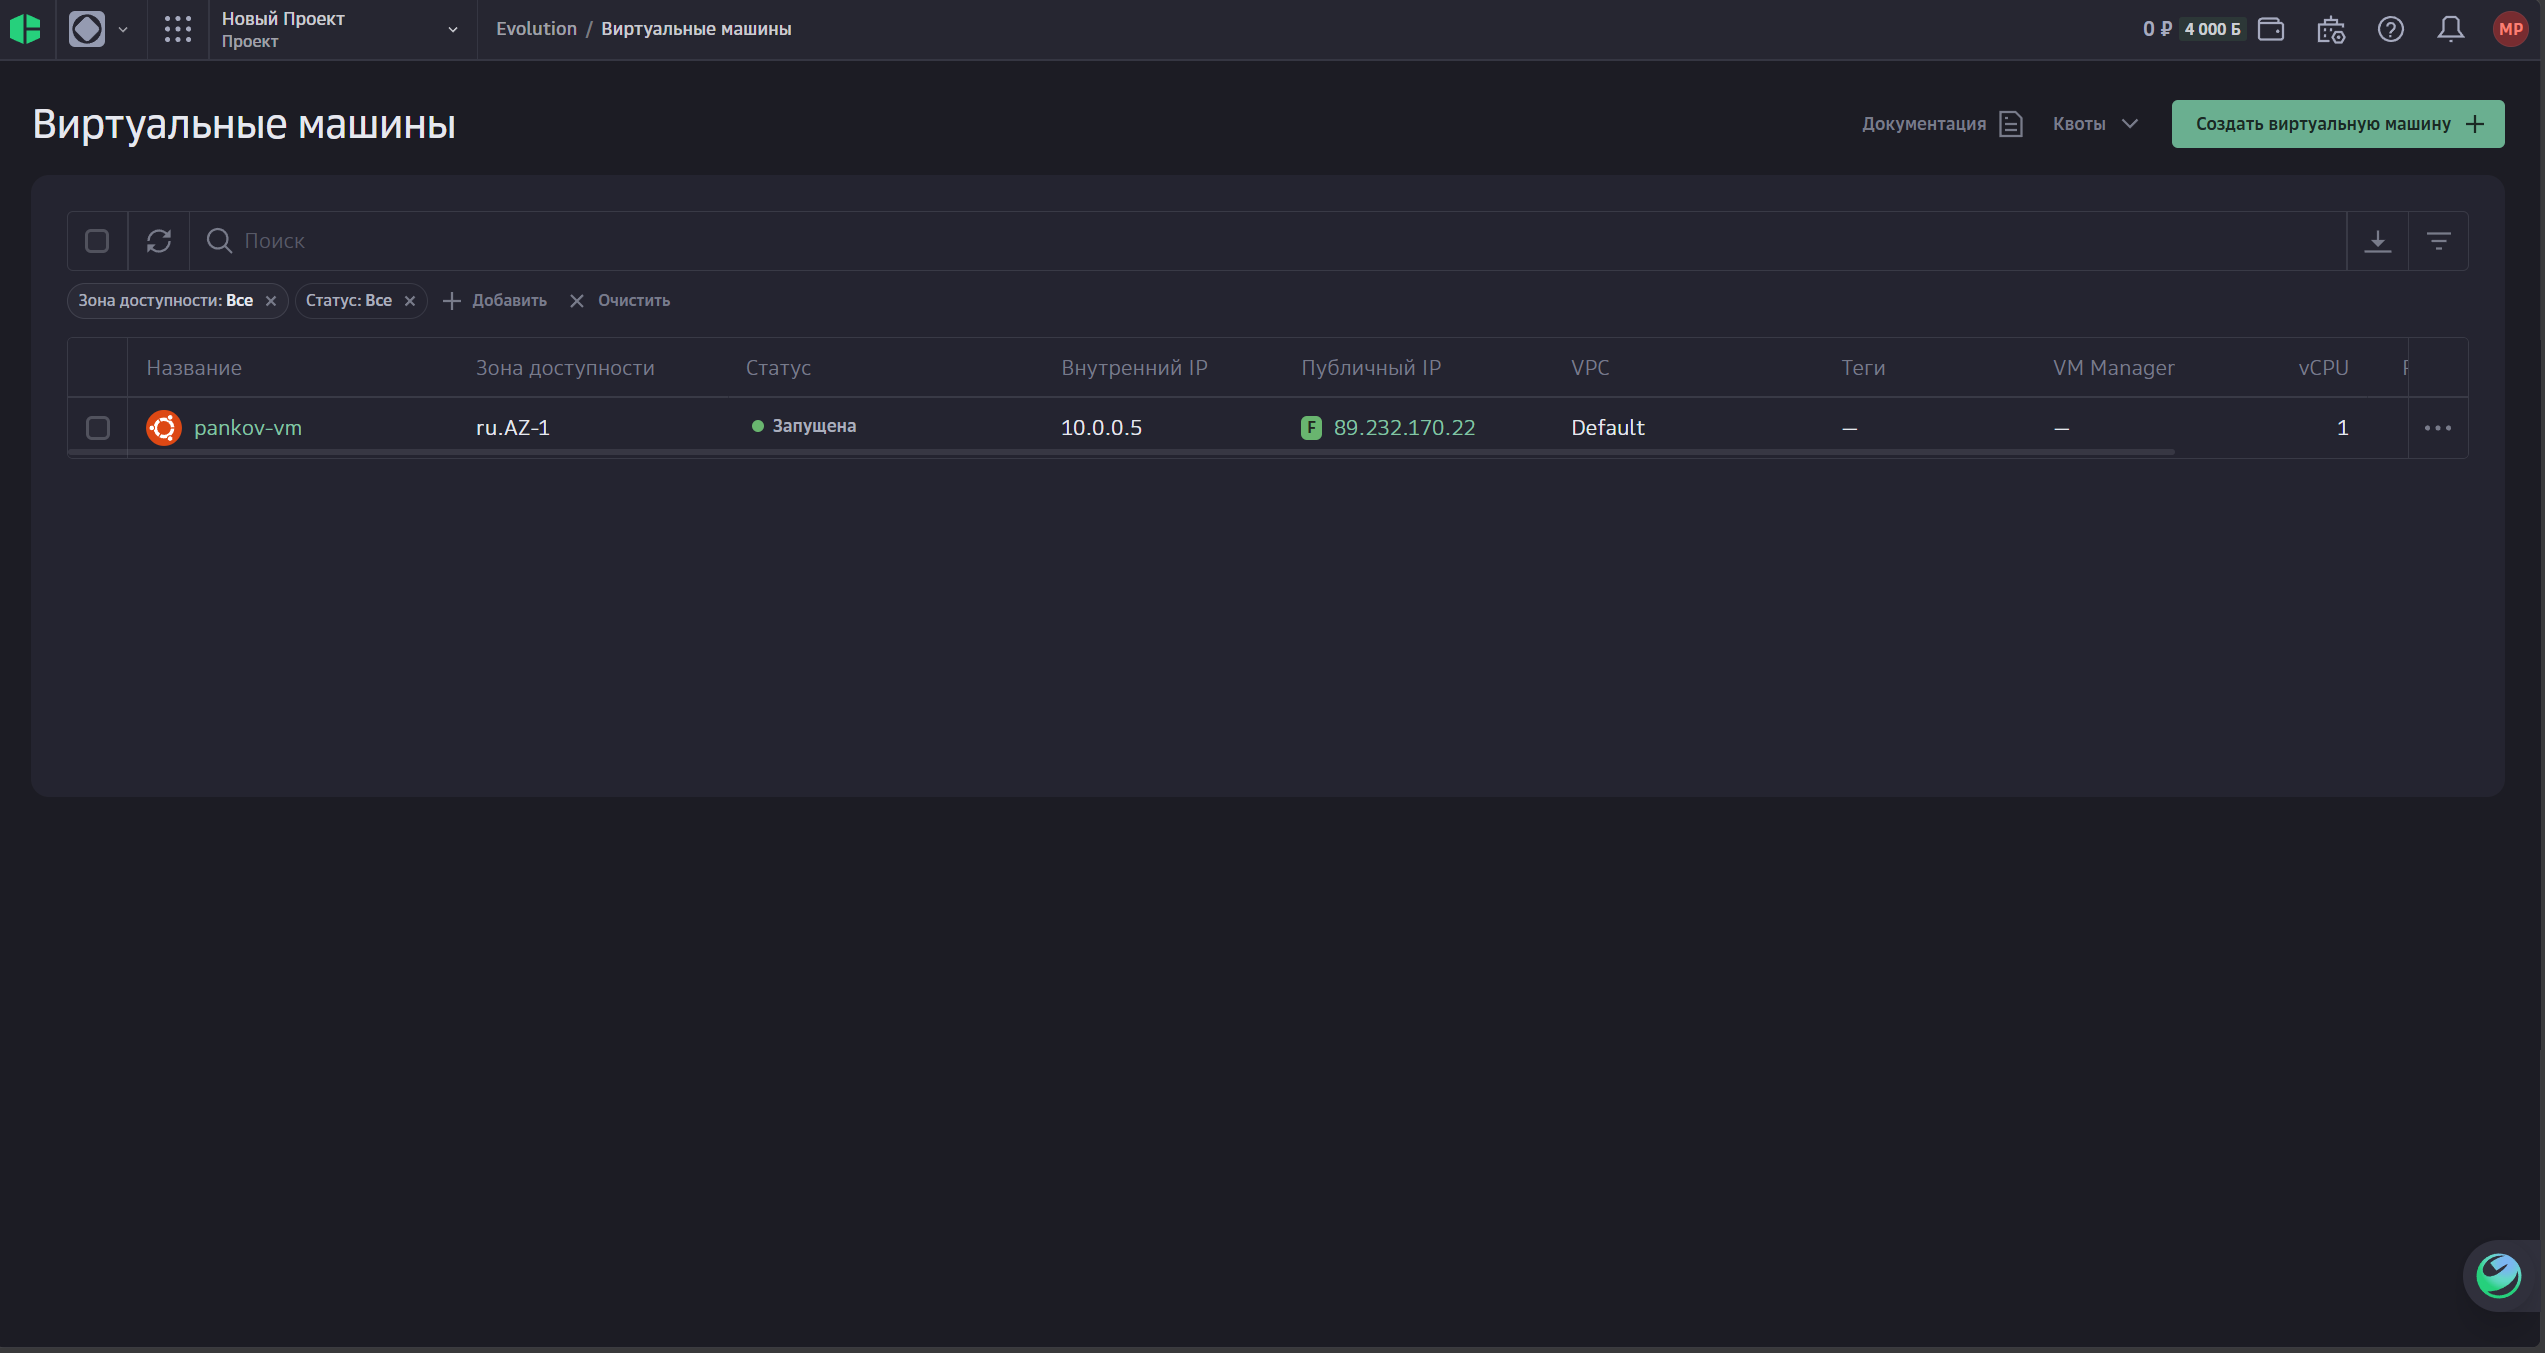 Новый Проект
Проект
Evolution / Виртуальные машины
0 ₽ 4 000 Б
MP
Виртуальные машины
Документация
Квоты
Создать виртуальную машину
Поиск
Зона доступности: Все
Статус: Все
Добавить
Очистить
Название Зона доступности Статус Внутренний IP Публичный IP VPC Теги VM Manager vCPU
pankov-vm ru.AZ-1 Запущена 10.0.0.5 F 89.232.170.22 Default — — 1